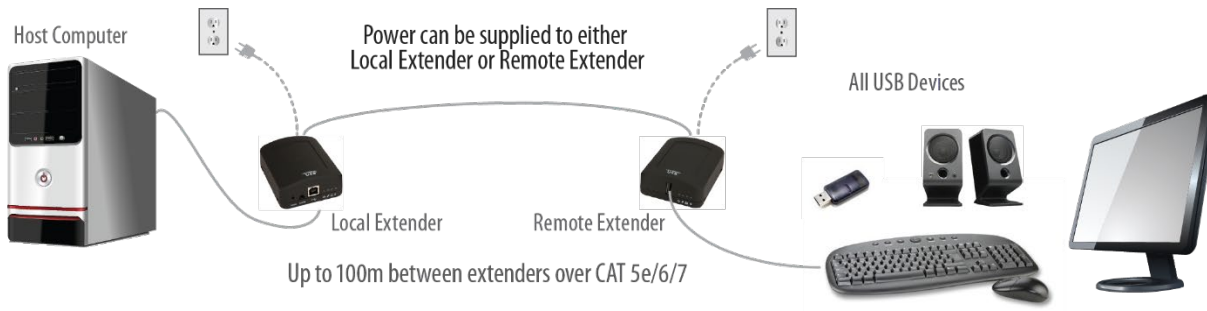 Host Computer
Power can be supplied to either
Local Extender or Remote Extender
All USB Devices
Local Extender
Remote Extender
Up to 100m between extenders over CAT 5e/6/7